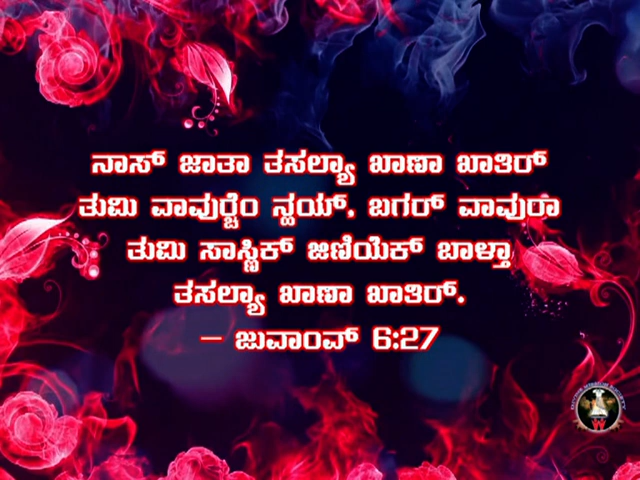 ನಾಸ್ ಜಾತಾ ತಸಲ್ಯಾ ಖಾಣಾ ಖಾತಿರ್
ತುಮಿ ವಾವುರ‍್ಚೆಂ ನ್ಹಯ್. ಬಗರ್ ವಾವುರಾ
ತುಮಿ ಸಾಸ್ಣಿಕ್ ಜಿಣಿಯೆಕ್ ಬಾಳ್ತಾ
ತಸಲ್ಯಾ ಖಾಣಾ ಖಾತಿರ್.
– ಜುವಾಂವ್ 6:27